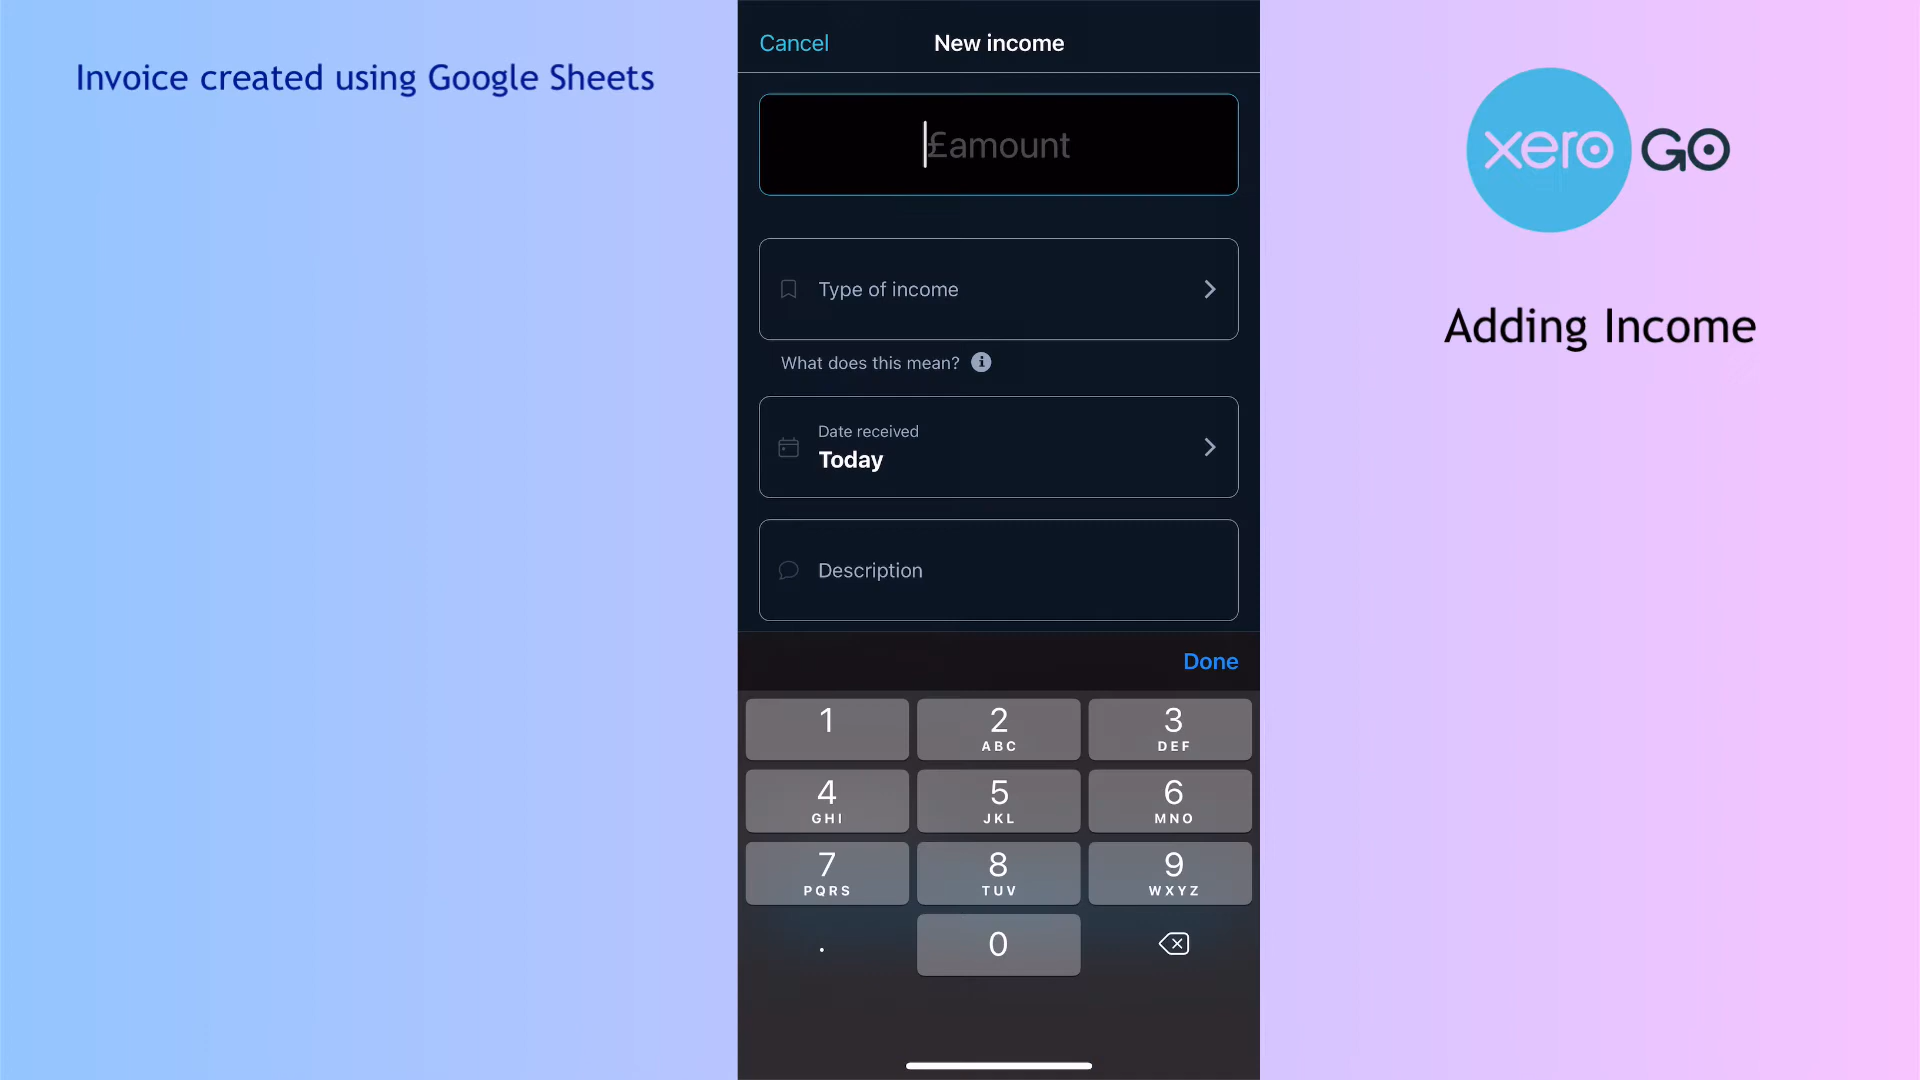 Invoice created using Google Sheets
Cancel
New income
£amount
Type of income
What does this mean? i
Date received
Today
Description
Done
1
2
ABC
3
DEF
4
GHI
5
JKL
6
MNO
7
PQRS
8
TUV
9
WXYZ
.
0
xero GO
Adding Income